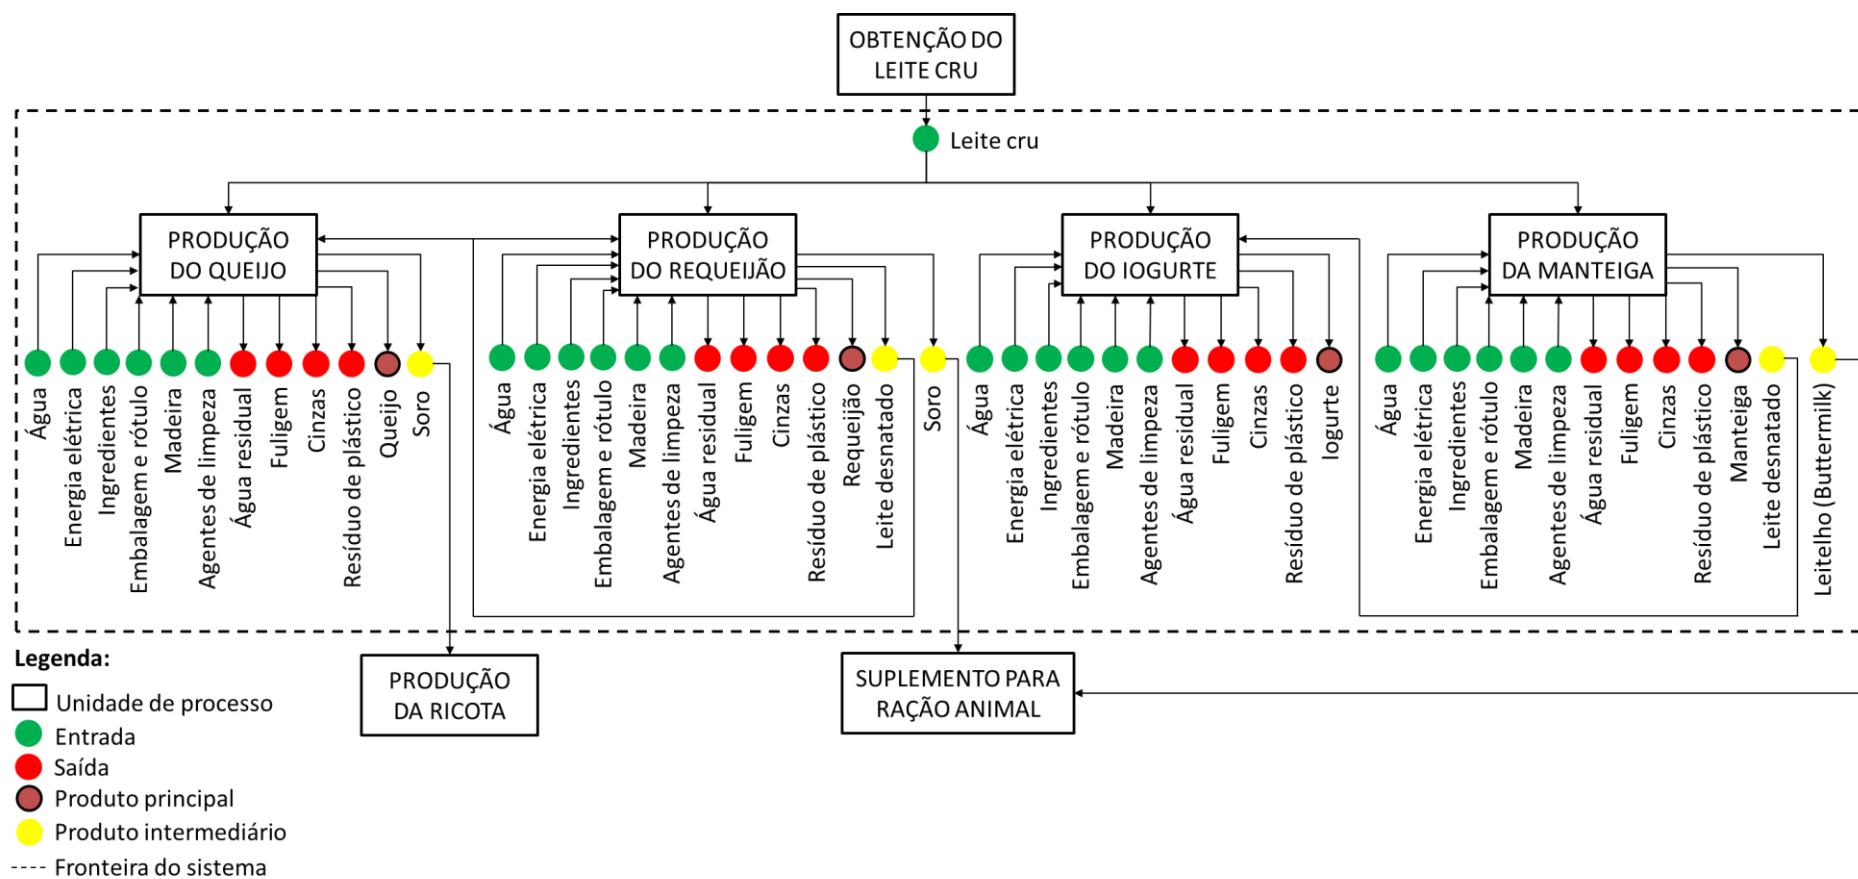 OBTENÇÃO DO
LEITE CRU
Leite cru
PRODUÇÃO
DO QUEIJO
PRODUÇÃO
DO REQUEIJÃO
PRODUÇÃO
DO IOGURTE
PRODUÇÃO
DA MANTEIGA
Água
Energia elétrica
Ingredientes
Embalagem e rótulo
Madeira
Agentes de limpeza
Água residual
Fuligem
Cinzas
Resíduo de plástico
Queijo
Soro
Água
Energia elétrica
Ingredientes
Embalagem e rótulo
Madeira
Agentes de limpeza
Água residual
Fuligem
Cinzas
Resíduo de plástico
Requeijão
Leite desnatado
Soro
Água
Energia elétrica
Ingredientes
Embalagem e rótulo
Madeira
Agentes de limpeza
Água residual
Fuligem
Cinzas
Resíduo de plástico
Iogurte
Água
Energia elétrica
Ingredientes
Embalagem e rótulo
Madeira
Agentes de limpeza
Água residual
Fuligem
Cinzas
Resíduo de plástico
Manteiga
Leite desnatado
Leitelho (Buttermilk)
PRODUÇÃO
DA RICOTA
SUPLEMENTO PARA
RAÇÃO ANIMAL
Legenda:
Unidade de processo
Entrada
Saída
Produto principal
Produto intermediário
Fronteira do sistema